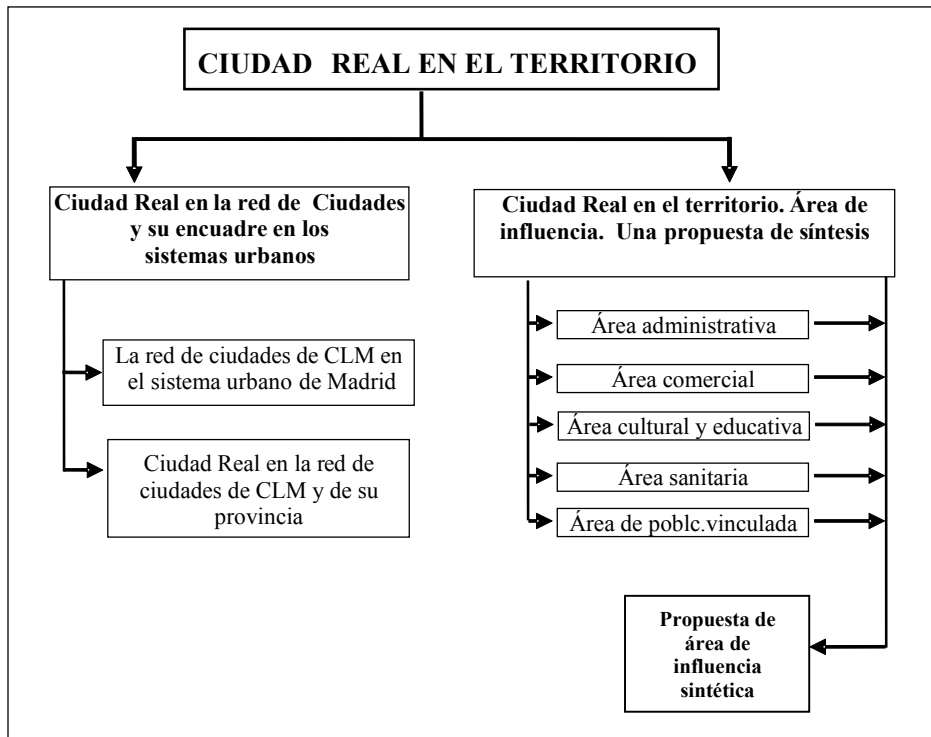 CIUDAD REAL EN EL TERRITORIO
Ciudad Real en la red de Ciudades
y su encuadre en los
sistemas urbanos
La red de ciudades de CLM en
el sistema urbano de Madrid
Ciudad Real en la red de
ciudades de CLM y de su
provincia
Ciudad Real en el territorio. Área de
influencia. Una propuesta de síntesis
Área administrativa
Área comercial
Área cultural y educativa
Área sanitaria
Área de poblc.vinculada
Propuesta de
área de
influencia
sintética